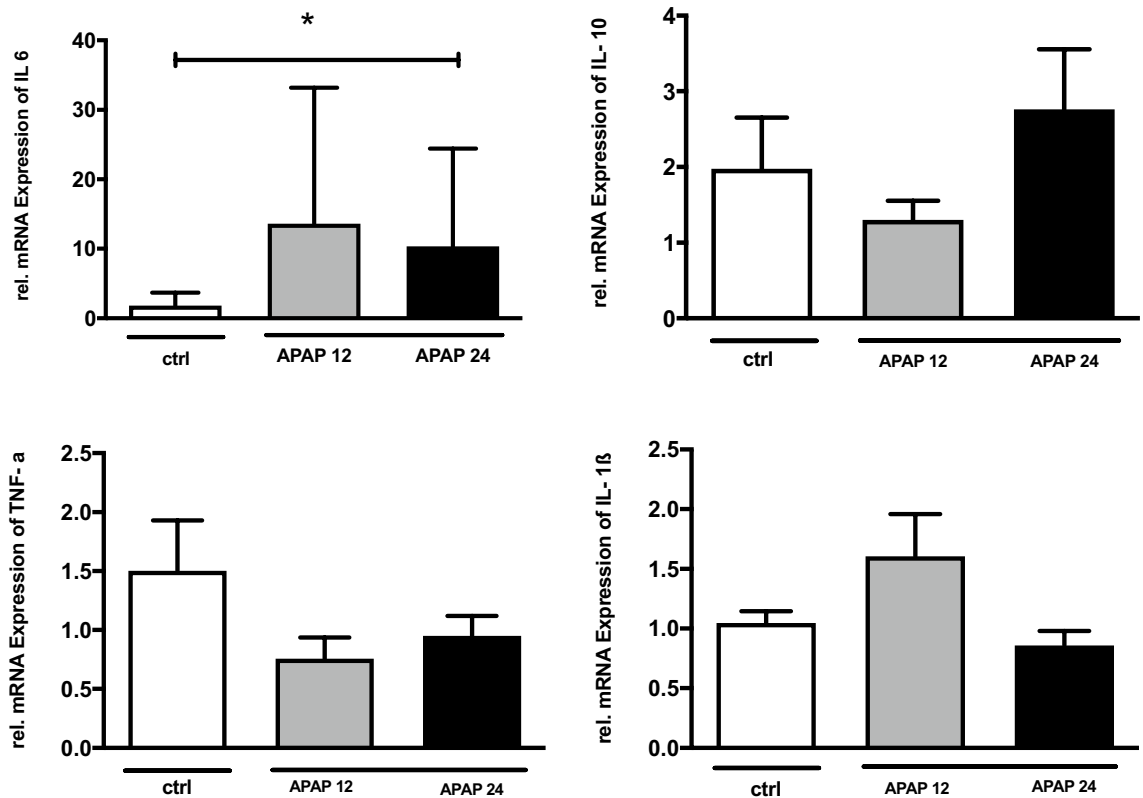 rel. mRNA Expression of IL 6
*
40
30
20
10
0
ctrl
APAP 12
APAP 24
rel. mRNA Expression of IL- 10
4
3
2
1
0
ctrl
APAP 12
APAP 24
rel. mRNA Expression of TNF- a
2.5
2.0
1.5
1.0
0.5
0.0
ctrl
APAP 12
APAP 24
rel. mRNA Expression of IL- 1ß
2.5
2.0
1.5
1.0
0.5
0.0
ctrl
APAP 12
APAP 24